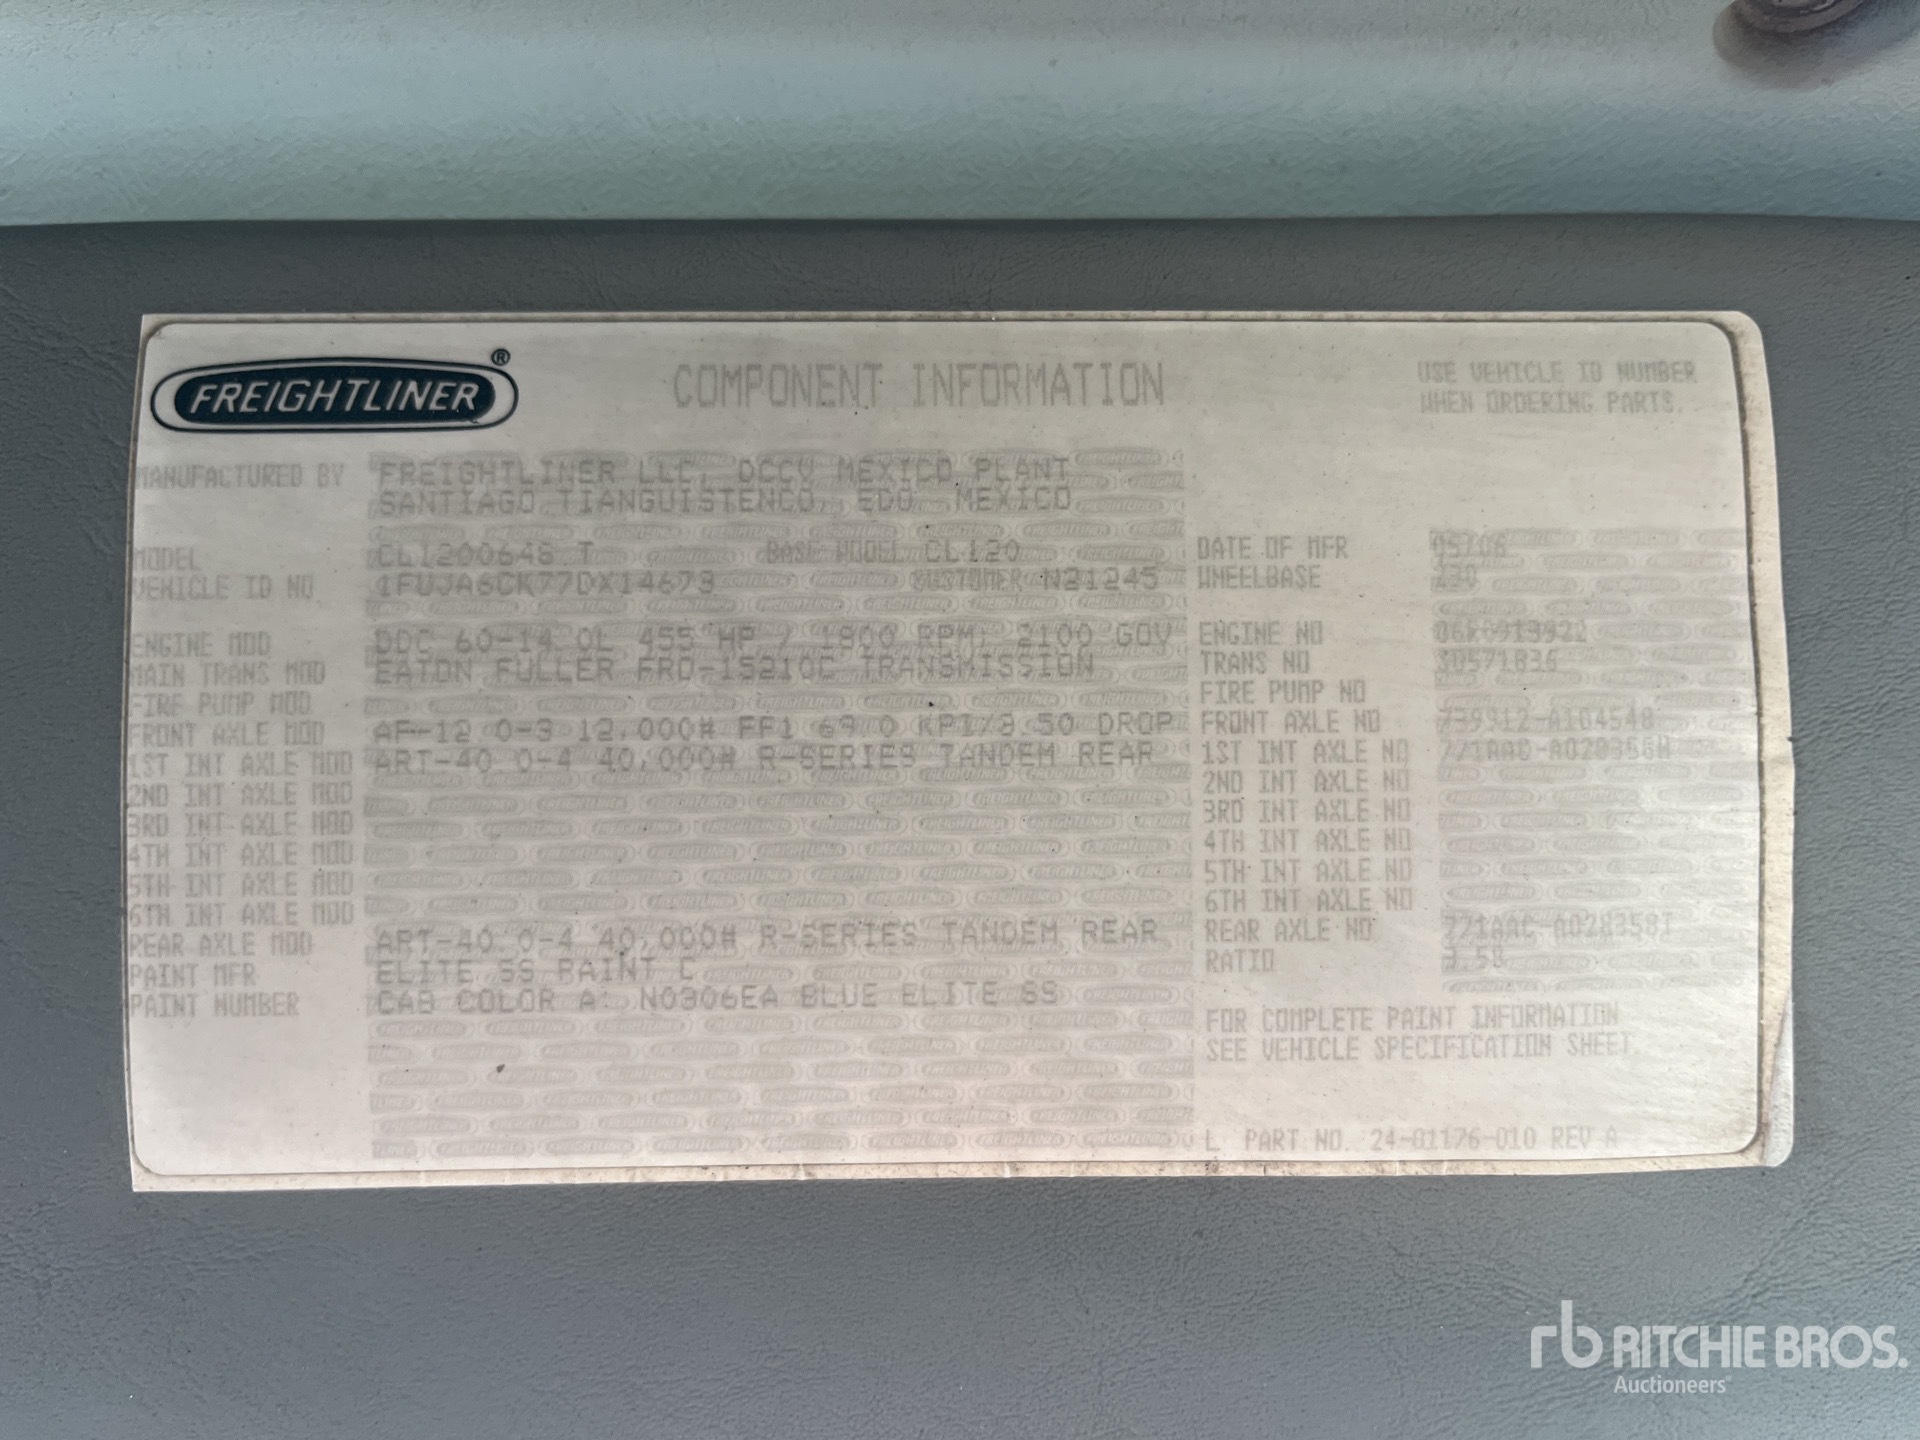 FREIGHTLINER ®
COMPONENT INFORMATION
USE VEHICLE ID NUMBER
WHEN ORDERING PARTS.
MANUFACTURED BY FREIGHTLINER LLC, DCCV MEXICO PLANT
SANTIAGO TIANGUISTENCO, EDO. MEXICO
MODEL CL120064S T BASE MODEL CL120
VEHICLE ID NO 1FUJA6CK77DX14673 CUSTOMER N21245
ENGINE MOD DDC 60-14.0L 455 HP / 1800 RPM; 2100 GOV
MAIN TRANS MOD EATON FULLER FRO-15210C TRANSMISSION
FIRE PUMP MOD
FRONT AXLE MOD AF-12.0-3 12,000# FF1 69.0 KPI/3.50 DROP
1ST INT AXLE MOD ART-40.0-4 40,000# R-SERIES TANDEM REAR
2ND INT AXLE MOD
3RD INT AXLE MOD
4TH INT AXLE MOD
5TH INT AXLE MOD
6TH INT AXLE MOD
REAR AXLE MOD ART-40.0-4 40,000# R-SERIES TANDEM REAR
PAINT MFR ELITE SS PAINT C
PAINT NUMBER CAB COLOR A: N0306EA BLUE ELITE SS
DATE OF MFR 05/06
WHEELBASE
ENGINE NO
TRANS NO
FIRE PUMP NO
FRONT AXLE NO
1ST INT AXLE NO
2ND INT AXLE NO
3RD INT AXLE NO
4TH INT AXLE NO
5TH INT AXLE NO
6TH INT AXLE NO
REAR AXLE NO
RATIO 3.58
FOR COMPLETE PAINT INFORMATION
SEE VEHICLE SPECIFICATION SHEET.
L PART NO. 24-01176-010 REV A
rb RITCHIE BROS.
Auctioneers